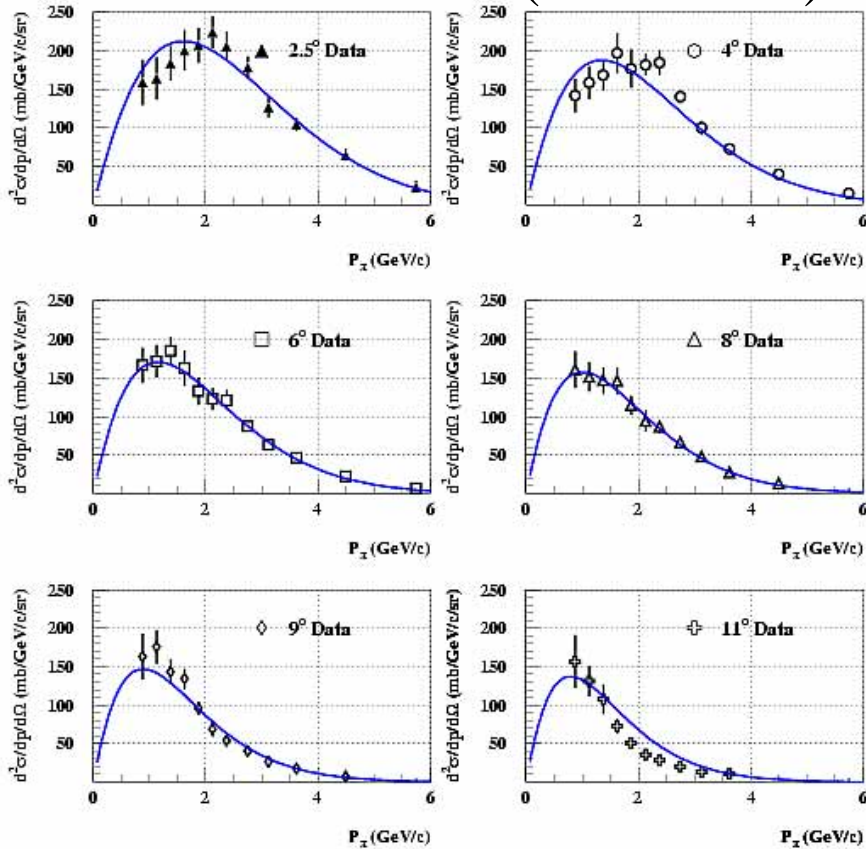 2.5° Data
d²σ/dp/dΩ (mb/GeV/c/sr)
250
200
150
100
50
0 2 4 6
P_π (GeV/c)
4° Data
d²σ/dp/dΩ (mb/GeV/c/sr)
250
200
150
100
50
0 2 4 6
P_π (GeV/c)
6° Data
d²σ/dp/dΩ (mb/GeV/c/sr)
250
200
150
100
50
0 2 4 6
P_π (GeV/c)
8° Data
d²σ/dp/dΩ (mb/GeV/c/sr)
250
200
150
100
50
0 2 4 6
P_π (GeV/c)
9° Data
d²σ/dp/dΩ (mb/GeV/c/sr)
250
200
150
100
50
0 2 4 6
P_π (GeV/c)
11° Data
d²σ/dp/dΩ (mb/GeV/c/sr)
250
200
150
100
50
0 2 4 6
P_π (GeV/c)